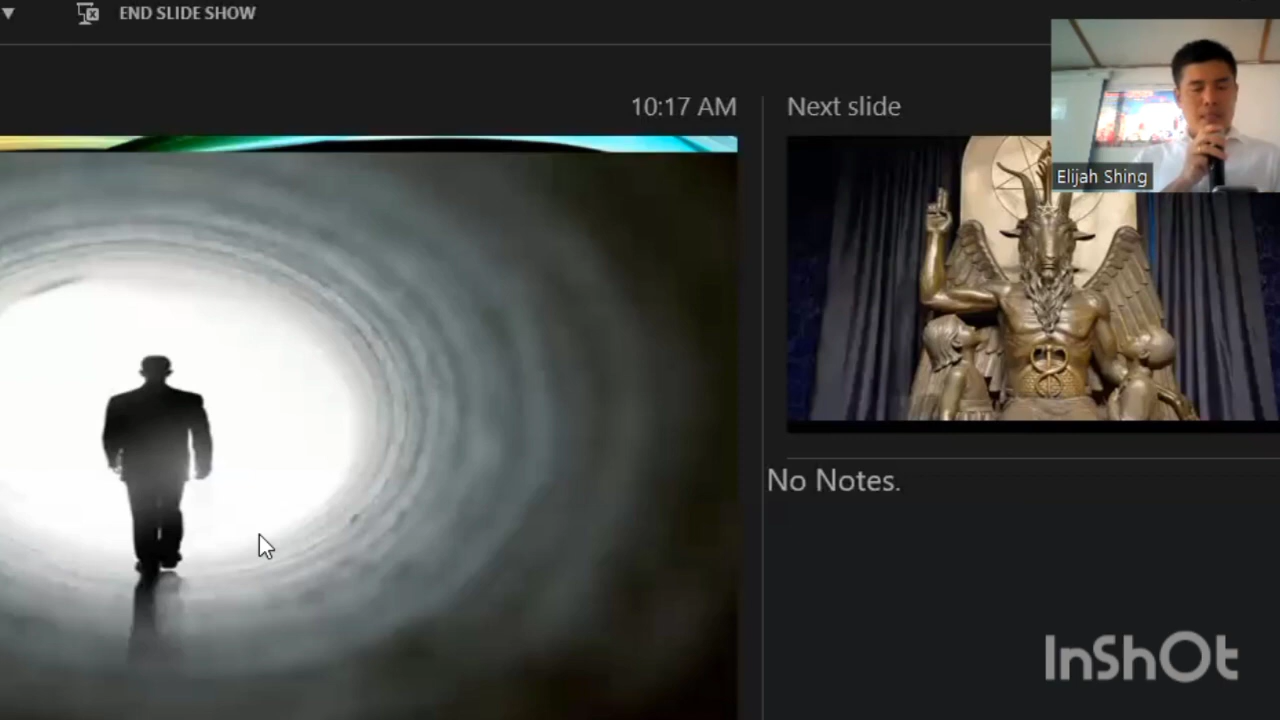 END SLIDE SHOW
10:17 AM
Next slide
Elijah Shing
No Notes.
InShOt